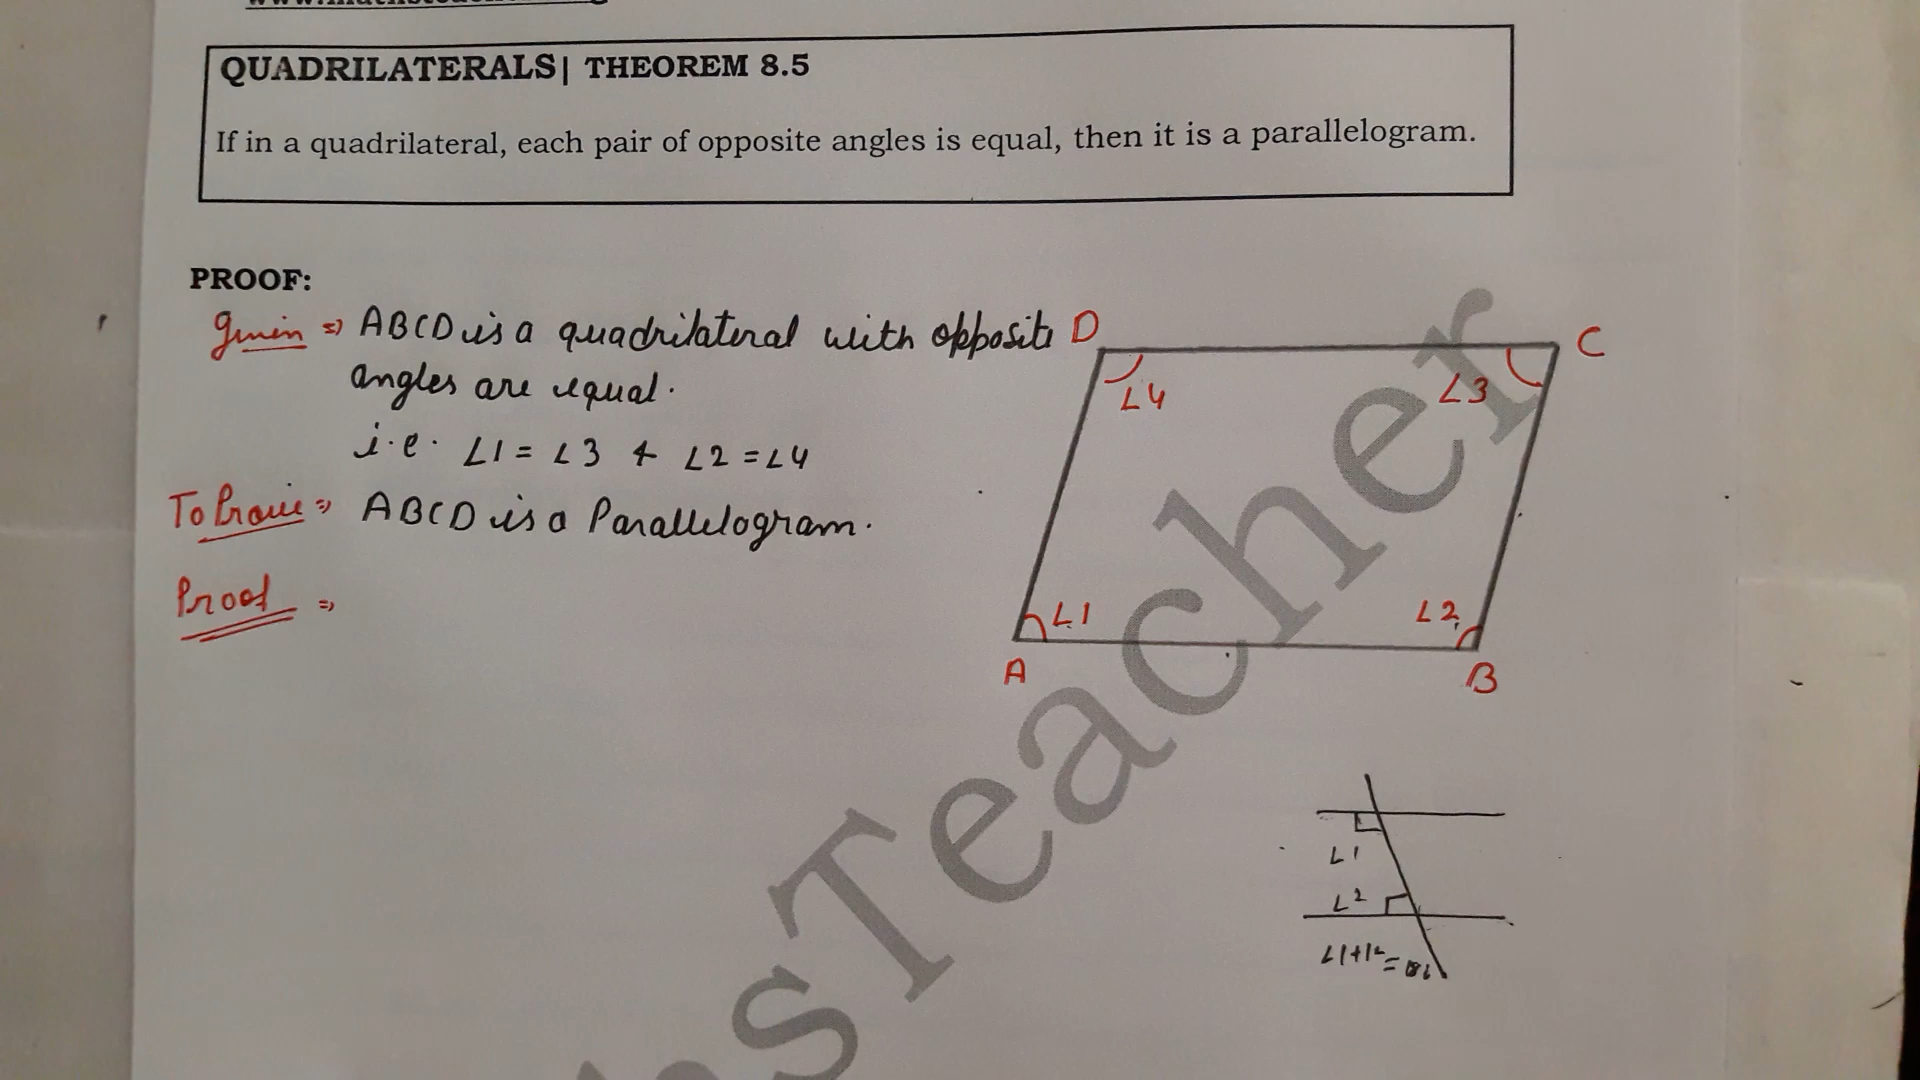 QUADRILATERALS| THEOREM 8.5
If in a quadrilateral, each pair of opposite angles is equal, then it is a parallelogram.
PROOF:
Given ⇒ ABCD is a quadrilateral with opposite
angles are equal.
i.e. ∠1 = ∠3 & ∠2 = ∠4
To Prove ⇒ ABCD is a Parallelogram.
Proof ⇒
D
C
∠4
∠3
∠1
∠2
A
B
∠1
∠2
sTeacher